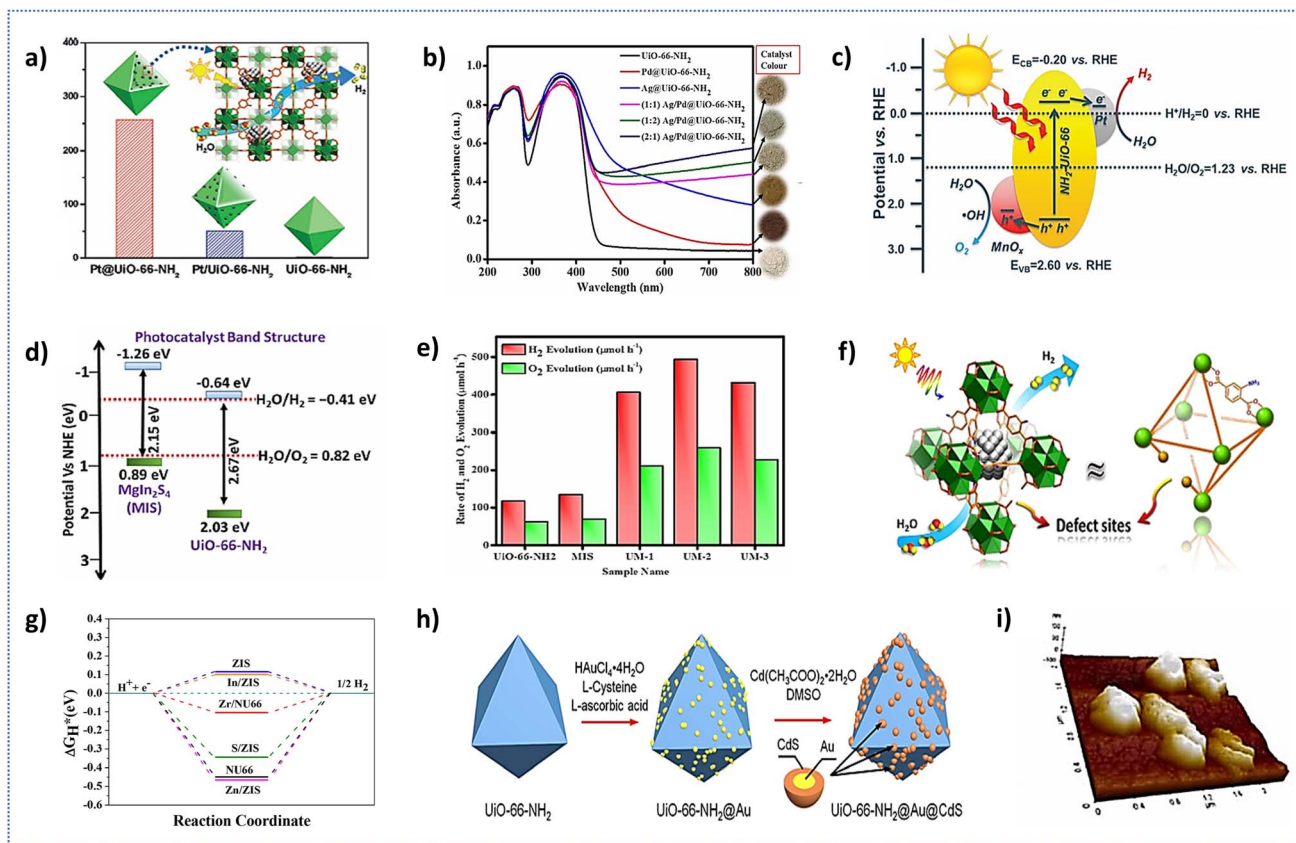 a)
400
350
300
250
200
150
100
50
0
H₂
H₂O
Pt@UiO-66-NH₂ Pt/UiO-66-NH₂ UiO-66-NH₂
b)
Absorbance (a.u.)
1.0
0.8
0.6
0.4
0.2
0.0
200 300 400 500 600 700 800
Wavelength (nm)
UiO-66-NH₂
Pd@UiO-66-NH₂
Ag@UiO-66-NH₂
(1:1) Ag/Pd@UiO-66-NH₂
(1:2) Ag/Pd@UiO-66-NH₂
(2:1) Ag/Pd@UiO-66-NH₂
Catalyst
Colour
c)
Potential vs. RHE
-1.0
0.0
1.0
2.0
3.0
E_CB=-0.20 vs. RHE
H₂
e⁻ e⁻
e⁻
Pt
H⁺/H₂=0 vs. RHE
H₂O
NH₂-UiO-66
H₂O/O₂=1.23 vs. RHE
H₂O
•OH
O₂
h⁺
h⁺ h⁺
MnOₓ
E_VB=2.60 vs. RHE
d)
Photocatalyst Band Structure
Potential Vs NHE (eV)
-1
0
1
2
3
-1.26 eV
-0.64 eV
H₂O/H₂ = −0.41 eV
2.15 eV
2.67 eV
H₂O/O₂ = 0.82 eV
0.89 eV
MgIn₂S₄
(MIS)
2.03 eV
UiO-66-NH₂
e)
Rate of H₂ and O₂ Evolution (μmol h⁻¹)
500
400
300
200
100
0
H₂ Evolution (μmol h⁻¹)
O₂ Evolution (μmol h⁻¹)
UiO-66-NH2 MIS UM-1 UM-2 UM-3
Sample Name
f)
H₂
NH₂
≈
H₂O
Defect sites
g)
ΔG_H*(eV)
0.4
0.3
0.2
0.1
0.0
-0.1
-0.2
-0.3
-0.4
-0.5
-0.6
H⁺+ e⁻
1/2 H₂
ZIS
In/ZIS
Zr/NU66
S/ZIS
NU66
Zn/ZIS
Reaction Coordinate
h)
HAuCl₄•4H₂O
L-Cysteine
L-ascorbic acid
Cd(CH₃COO)₂•2H₂O
DMSO
CdS
Au
UiO-66-NH₂
UiO-66-NH₂@Au
UiO-66-NH₂@Au@CdS
i)